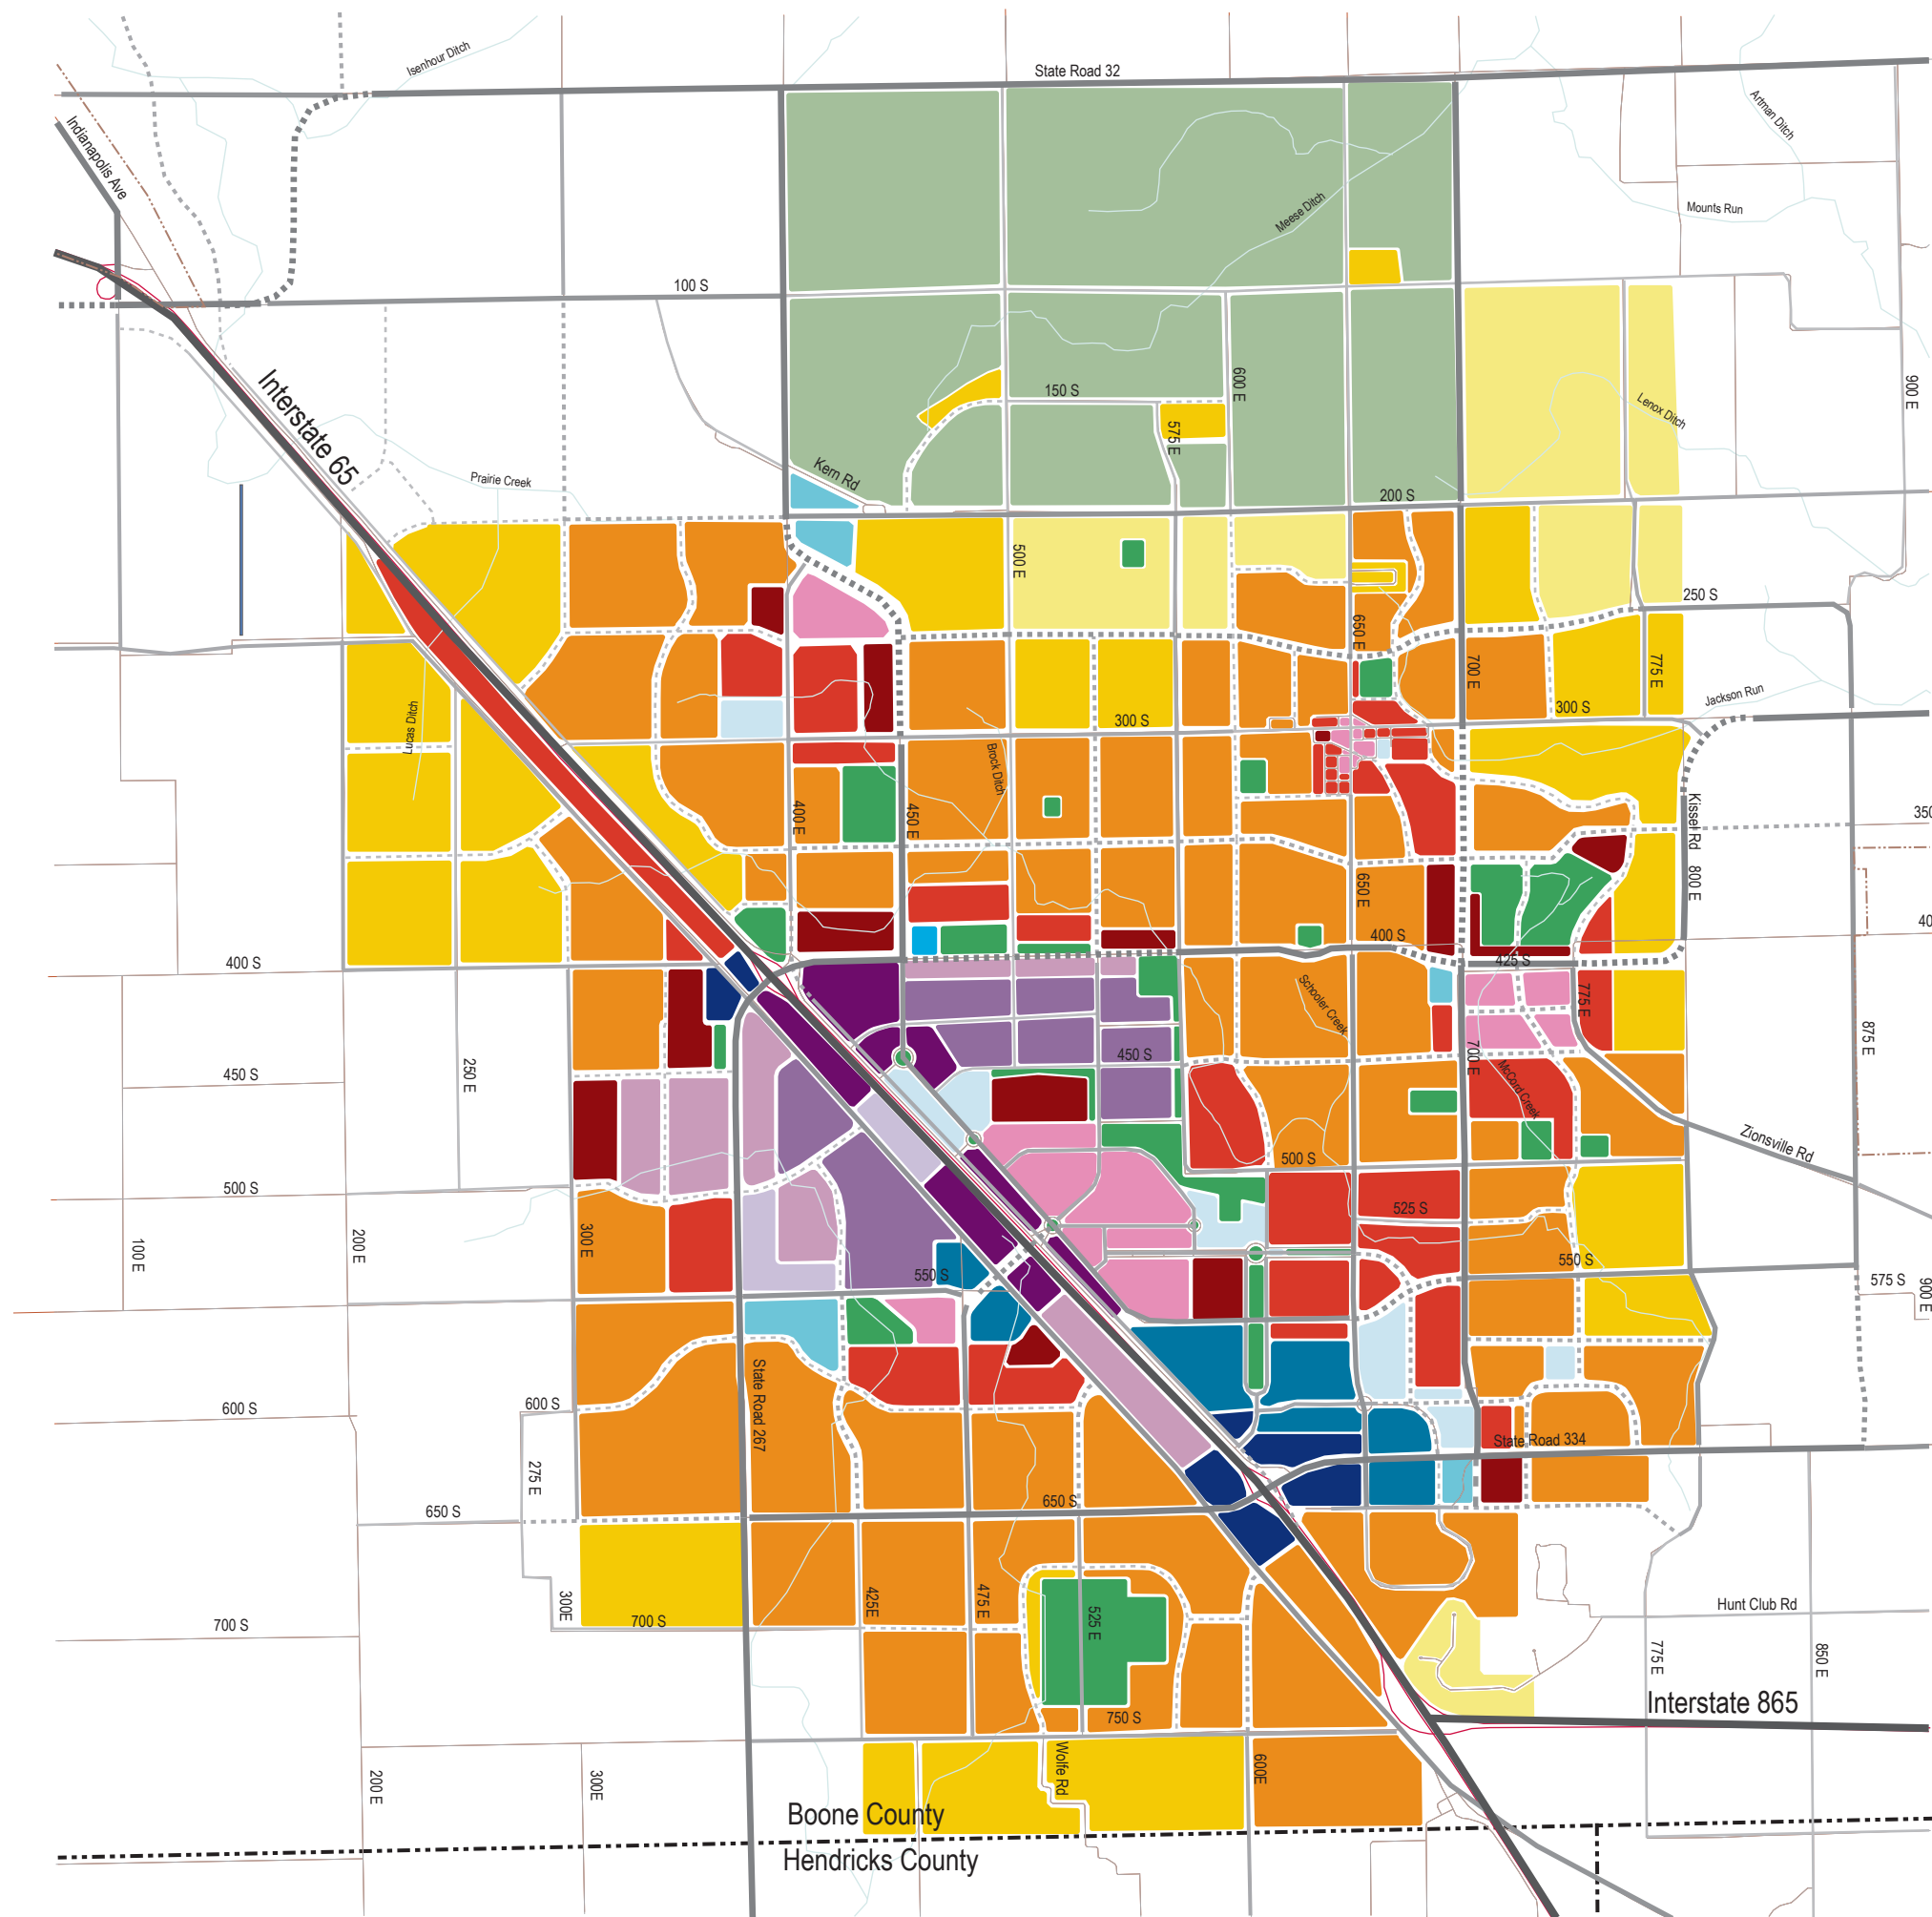 Isenhour Ditch
State Road 32
Artman Ditch
Indianapolis Ave
Mounts Run
Meese Ditch
100 S
Interstate 65
150 S
600 E
900 E
Lenox Ditch
575 E
Kern Rd
Prairie Creek
200 S
500 E
250 S
650 E
700 E
775 E
Jackson Run
300 S
300 S
Lucas Ditch
Brock Ditch
400 E
450 E
Kissel Rd
800 E
350
650 E
400 S
40
425 S
400 S
775 E
Schooler Creek
875 E
450 S
700 E
250 E
450 S
McCord Creek
Zionsville Rd
500 S
500 S
525 S
100 E
200 E
300 E
550 S
550 S
575 S
900 E
State Road 267
600 S
600 S
State Road 334
275 E
650 S
650 S
300E
425E
475 E
525 E
700 S
700 S
Hunt Club Rd
775 E
850 E
Interstate 865
750 S
200 E
300E
Wolfe Rd
600E
Boone County
Hendricks County